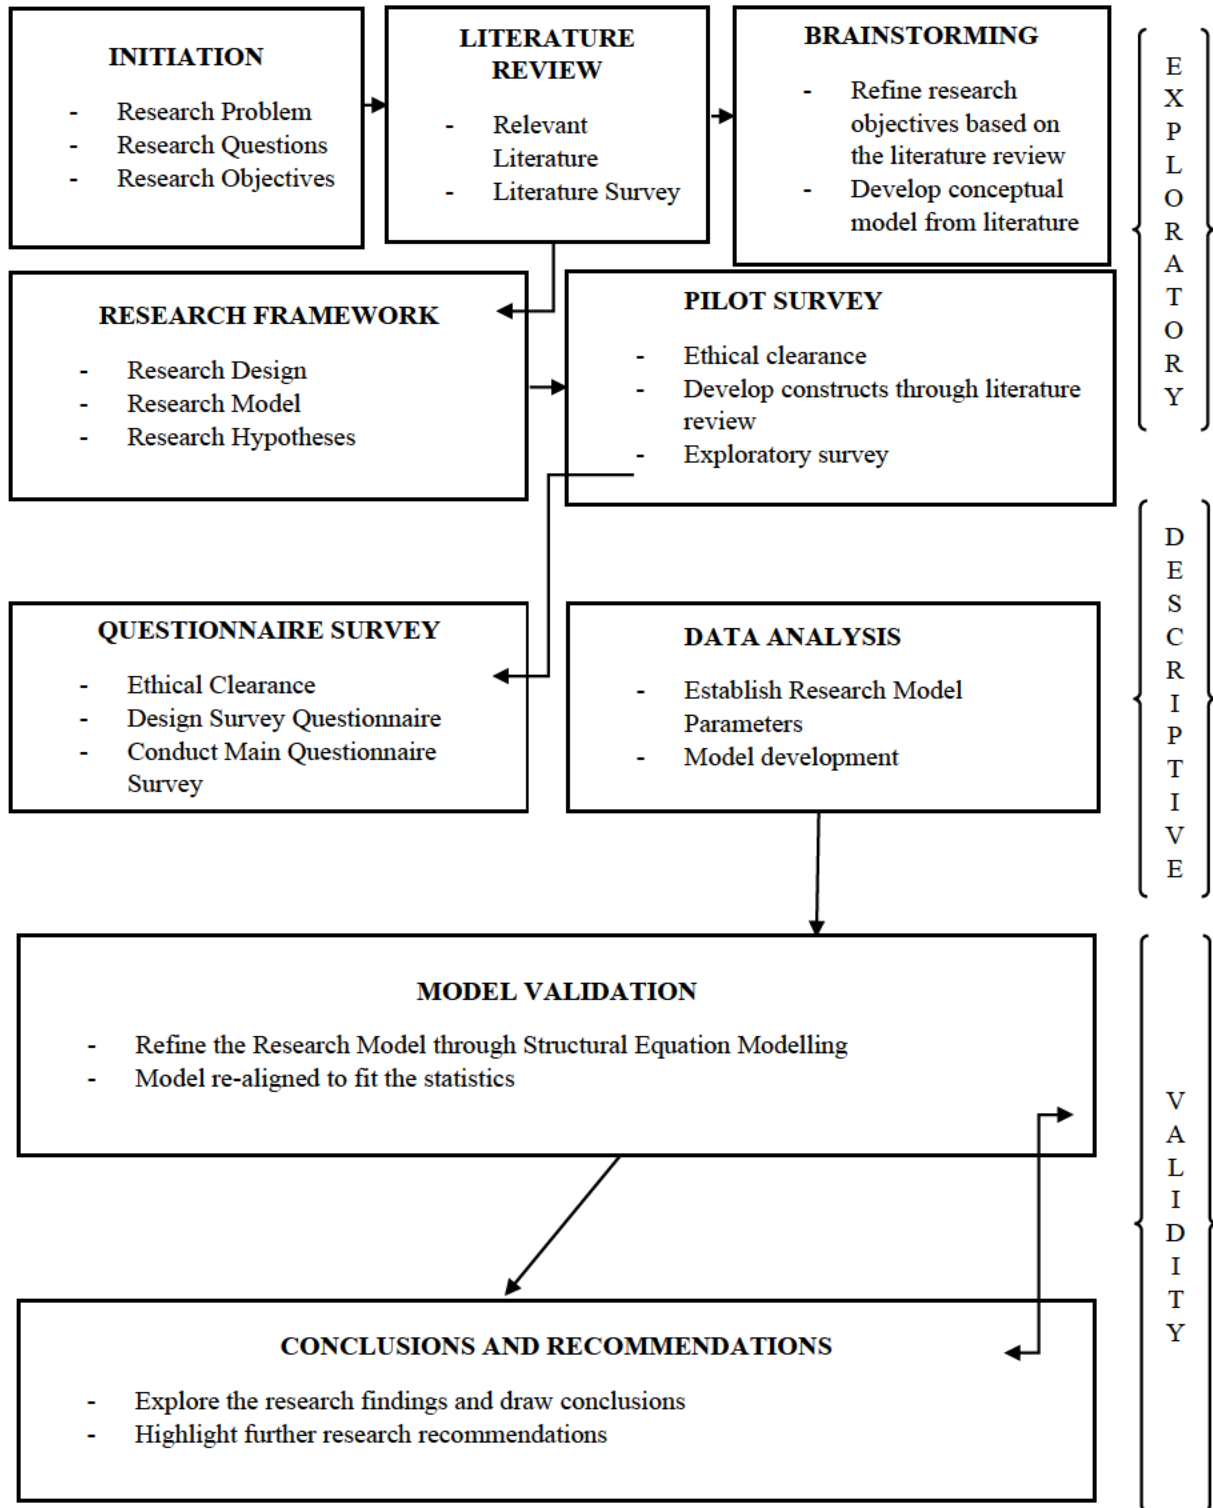 INITIATION
- Research Problem
- Research Questions
- Research Objectives
LITERATURE
REVIEW
- Relevant
Literature
- Literature Survey
BRAINSTORMING
- Refine research
objectives based on
the literature review
- Develop conceptual
model from literature
EXPLORATORY
RESEARCH FRAMEWORK
- Research Design
- Research Model
- Research Hypotheses
PILOT SURVEY
- Ethical clearance
- Develop constructs through literature
review
- Exploratory survey
QUESTIONNAIRE SURVEY
- Ethical Clearance
- Design Survey Questionnaire
- Conduct Main Questionnaire
Survey
DATA ANALYSIS
- Establish Research Model
Parameters
- Model development
DESCRIPTIVE
MODEL VALIDATION
- Refine the Research Model through Structural Equation Modelling
- Model re-aligned to fit the statistics
CONCLUSIONS AND RECOMMENDATIONS
- Explore the research findings and draw conclusions
- Highlight further research recommendations
VALIDITY